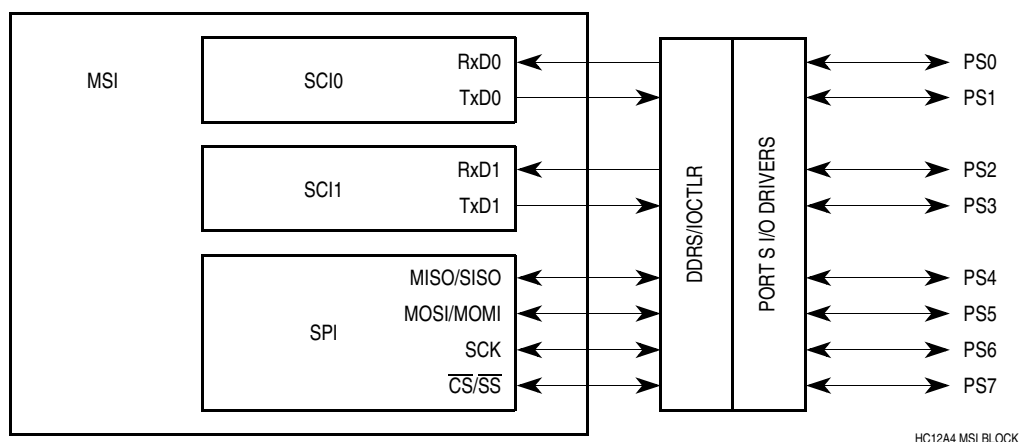 MSI
SCI0
RxD0
TxD0
SCI1
RxD1
TxD1
SPI
MISO/SISO
MOSI/MOMI
SCK
CS/SS
DDRS/IOCTLR
PORT S I/O DRIVERS
PS0
PS1
PS2
PS3
PS4
PS5
PS6
PS7
HC12A4 MSI BLOCK